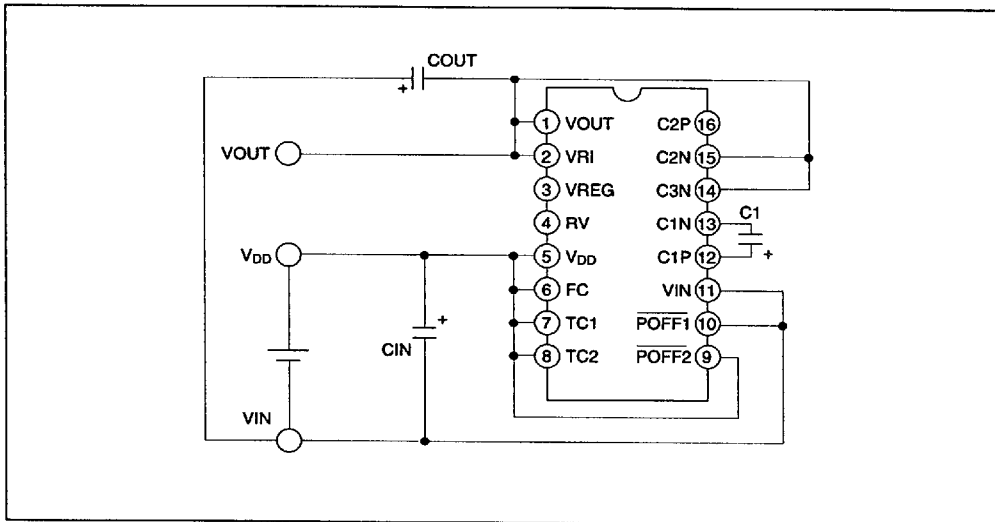 COUT
+
1 VOUT C2P 16
VOUT 2 VRI C2N 15
3 VREG C3N 14
4 RV C1N 13 C1
VDD 5 VDD C1P 12 +
6 FC VIN 11
+ 7 TC1 POFF1 10
CIN 8 TC2 POFF2 9
VIN